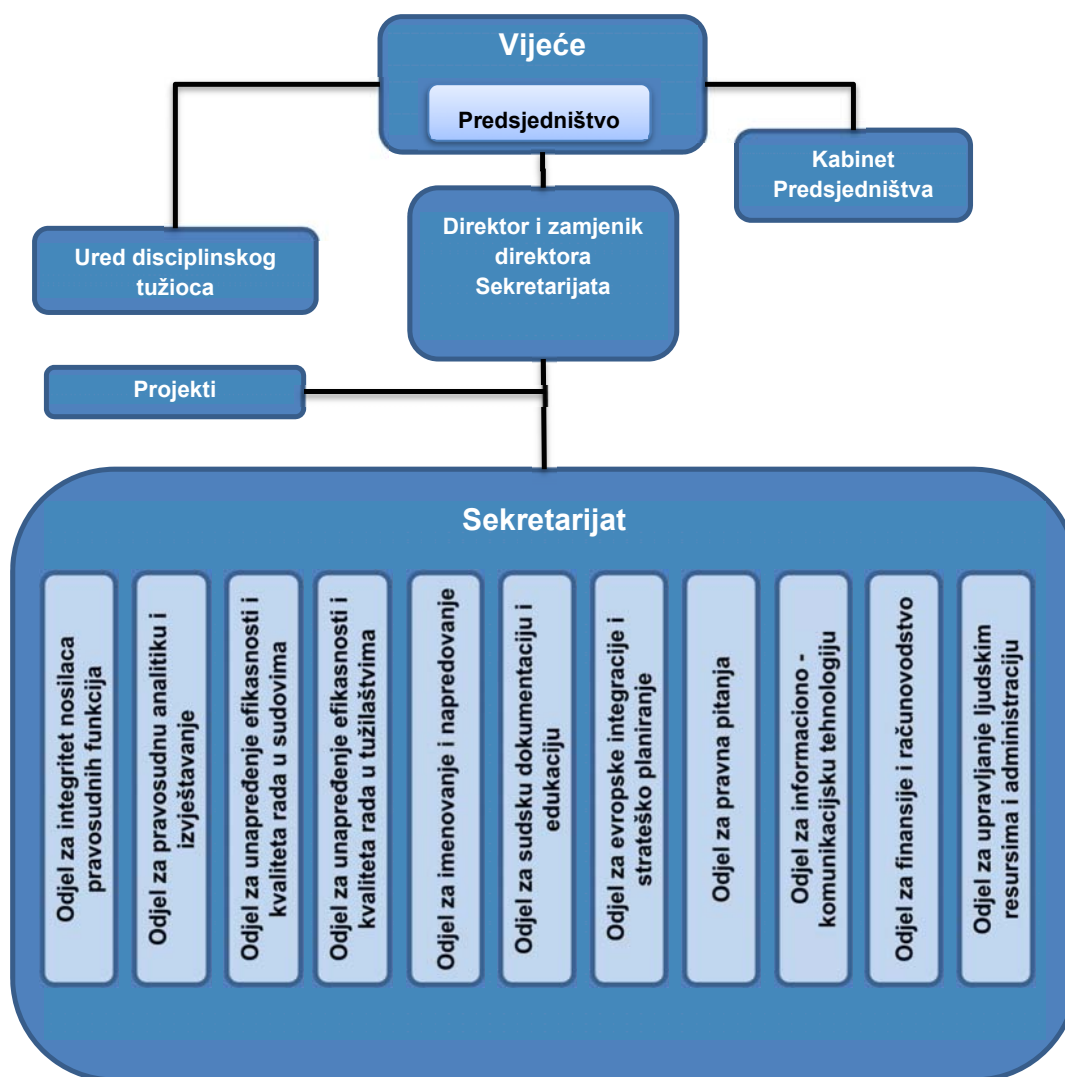 Vijeće
Predsjedništvo
Kabinet
Predsjedništva
Direktor i zamjenik
direktora
Sekretarijata
Ured disciplinskog
tužioca
Projekti
Sekretarijat
Odjel za integritet nosilaca
pravosudnih funkcija
Odjel za pravosudnu analitiku i
izvještavanje
Odjel za unapređenje efikasnosti i
kvaliteta rada u sudovima
Odjel za unapređenje efikasnosti i
kvaliteta rada u tužilaštvima
Odjel za imenovanje i napredovanje
Odjel za sudsku dokumentaciju i
edukaciju
Odjel za evropske integracije i
strateško planiranje
Odjel za pravna pitanja
Odjel za informaciono -
komunikacijsku tehnologiju
Odjel za finansije i računovodstvo
Odjel za upravljanje ljudskim
resursima i administraciju